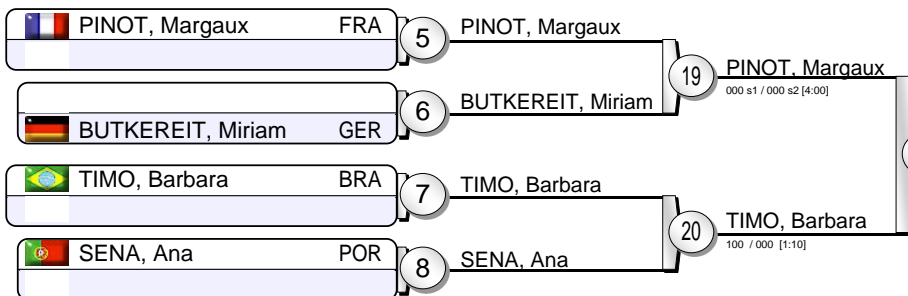 PINOT, Margaux FRA
5
PINOT, Margaux
19
PINOT, Margaux
000 s1 / 000 s2 [4:00]
6
BUTKEREIT, Miriam
BUTKEREIT, Miriam GER
TIMO, Barbara BRA
7
TIMO, Barbara
20
TIMO, Barbara
100 / 000 [1:10]
SENA, Ana POR
8
SENA, Ana